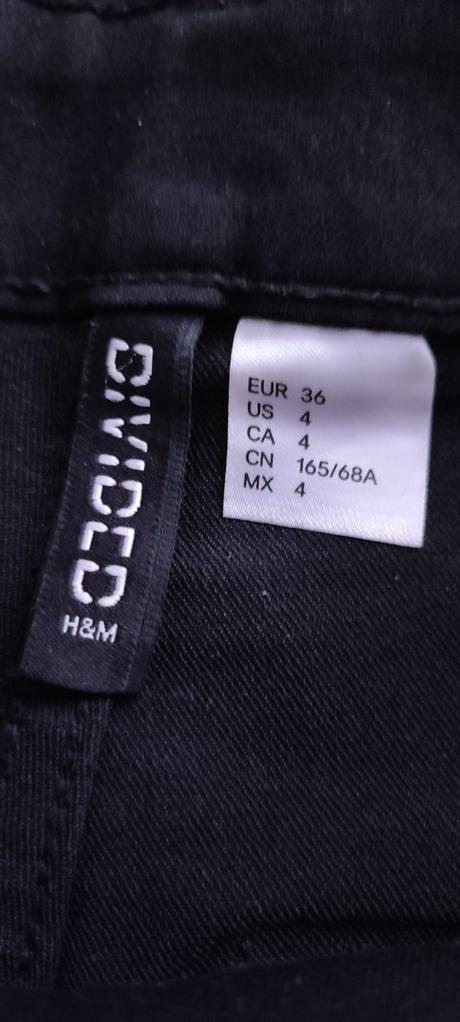 DIVIDED
H&M
EUR 36
US 4
CA 4
CN 165/68A
MX 4